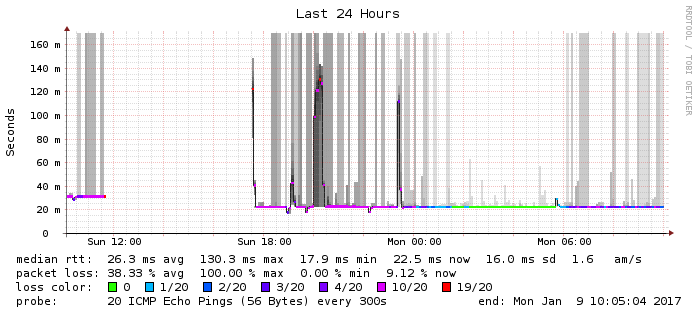 Last 24 Hours
RRDTOOL / TOBI OETIKER
Seconds
160 m
140 m
120 m
100 m
80 m
60 m
40 m
20 m
0
Sun 12:00 Sun 18:00 Mon 00:00 Mon 06:00
median rtt: 26.3 ms avg 130.3 ms max 17.9 ms min 22.5 ms now 16.0 ms sd 1.6 am/s
packet loss: 38.33 % avg 100.00 % max 0.00 % min 9.12 % now
loss color: 0 1/20 2/20 3/20 4/20 10/20 19/20
probe: 20 ICMP Echo Pings (56 Bytes) every 300s end: Mon Jan 9 10:05:04 2017